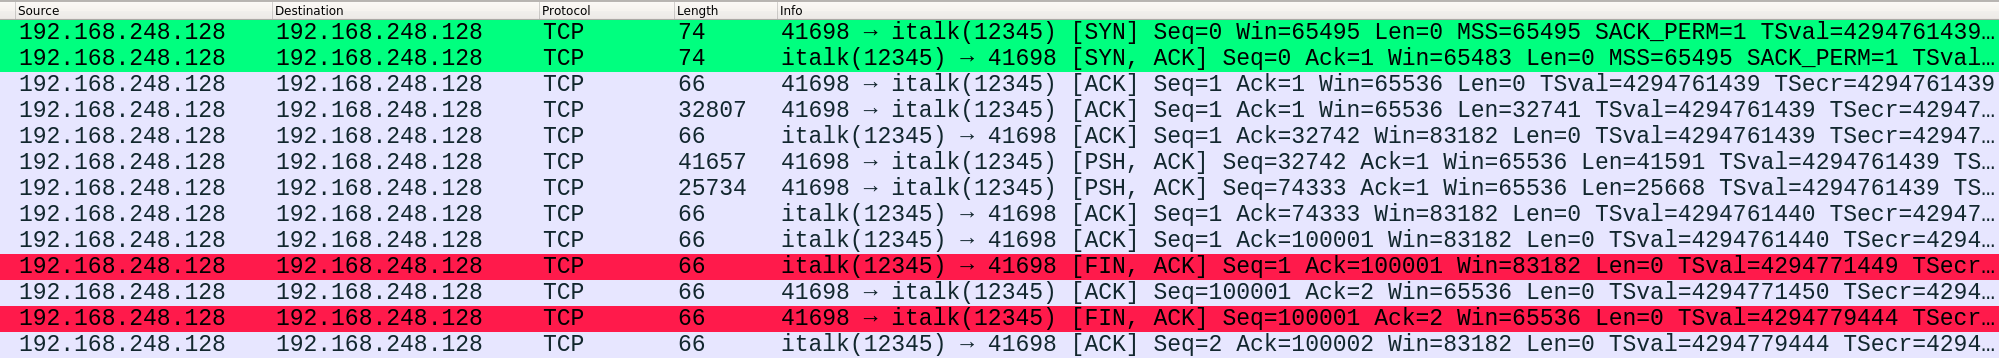 Source Destination Protocol Length Info
192.168.248.128 192.168.248.128 TCP 74 41698 → italk(12345) [SYN] Seq=0 Win=65495 Len=0 MSS=65495 SACK_PERM=1 TSval=4294761439…
192.168.248.128 192.168.248.128 TCP 74 italk(12345) → 41698 [SYN, ACK] Seq=0 Ack=1 Win=65483 Len=0 MSS=65495 SACK_PERM=1 TSval…
192.168.248.128 192.168.248.128 TCP 66 41698 → italk(12345) [ACK] Seq=1 Ack=1 Win=65536 Len=0 TSval=4294761439 TSecr=4294761439
192.168.248.128 192.168.248.128 TCP 32807 41698 → italk(12345) [ACK] Seq=1 Ack=1 Win=65536 Len=32741 TSval=4294761439 TSecr=42947…
192.168.248.128 192.168.248.128 TCP 66 italk(12345) → 41698 [ACK] Seq=1 Ack=32742 Win=83182 Len=0 TSval=4294761439 TSecr=42947…
192.168.248.128 192.168.248.128 TCP 41657 41698 → italk(12345) [PSH, ACK] Seq=32742 Ack=1 Win=65536 Len=41591 TSval=4294761439 TS…
192.168.248.128 192.168.248.128 TCP 25734 41698 → italk(12345) [PSH, ACK] Seq=74333 Ack=1 Win=65536 Len=25668 TSval=4294761439 TS…
192.168.248.128 192.168.248.128 TCP 66 italk(12345) → 41698 [ACK] Seq=1 Ack=74333 Win=83182 Len=0 TSval=4294761440 TSecr=42947…
192.168.248.128 192.168.248.128 TCP 66 italk(12345) → 41698 [ACK] Seq=1 Ack=100001 Win=83182 Len=0 TSval=4294761440 TSecr=4294…
192.168.248.128 192.168.248.128 TCP 66 italk(12345) → 41698 [FIN, ACK] Seq=1 Ack=100001 Win=83182 Len=0 TSval=4294771449 TSecr…
192.168.248.128 192.168.248.128 TCP 66 41698 → italk(12345) [ACK] Seq=100001 Ack=2 Win=65536 Len=0 TSval=4294771450 TSecr=4294…
192.168.248.128 192.168.248.128 TCP 66 41698 → italk(12345) [FIN, ACK] Seq=100001 Ack=2 Win=65536 Len=0 TSval=4294779444 TSecr…
192.168.248.128 192.168.248.128 TCP 66 italk(12345) → 41698 [ACK] Seq=2 Ack=100002 Win=83182 Len=0 TSval=4294779444 TSecr=4294…